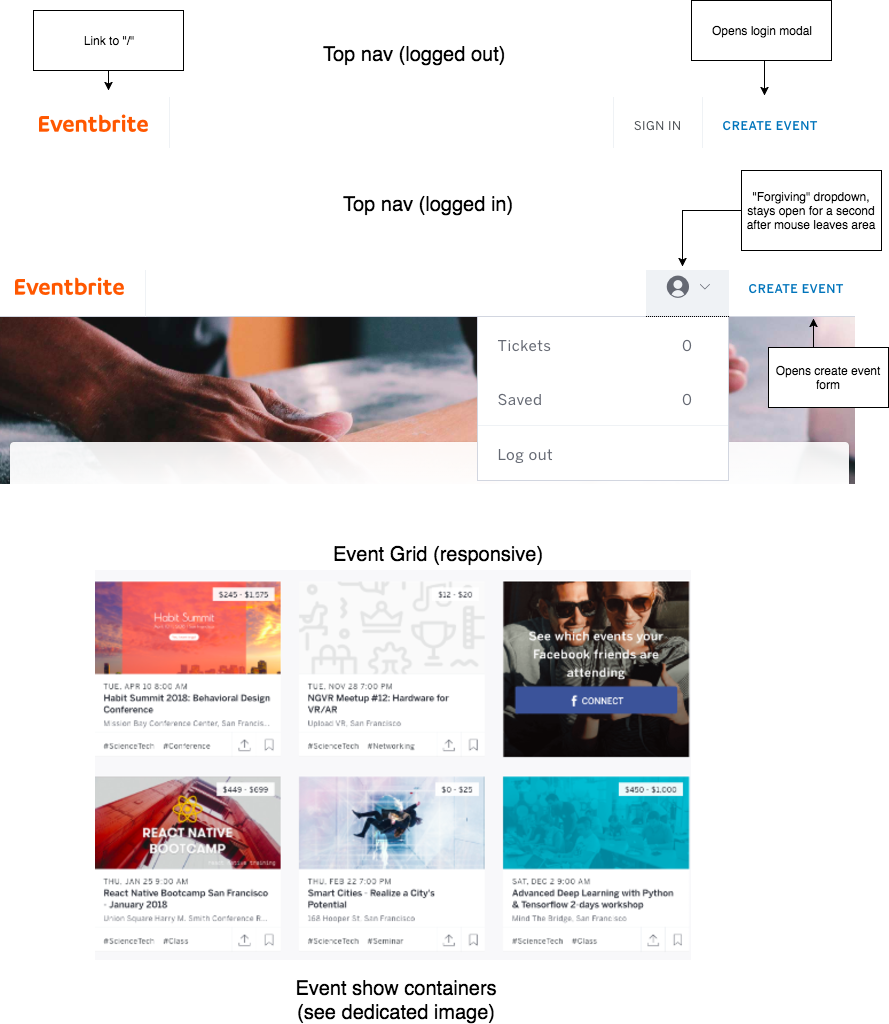 Link to "/"
Top nav (logged out)
Opens login modal
Eventbrite
SIGN IN
CREATE EVENT
Top nav (logged in)
"Forgiving" dropdown,
stays open for a second
after mouse leaves area
Eventbrite
CREATE EVENT
Tickets 0
Saved 0
Log out
Opens create event
form
Event Grid (responsive)
$245 - $1,575
Habit Summit
TUE, APR 10 8:00 AM
Habit Summit 2018: Behavioral Design
Conference
Mission Bay Conference Center, San Francis...
#ScienceTech #Conference
$12 - $20
TUE, NOV 28 7:00 PM
NGVR Meetup #12: Hardware for
VR/AR
Upload VR, San Francisco
#ScienceTech #Networking
See which events your
Facebook friends are
attending
f CONNECT
$449 - $699
REACT NATIVE
BOOTCAMP
react native training
THU, JAN 25 9:00 AM
React Native Bootcamp San Francisco
- January 2018
Union Square Harry M. Smith Conference R...
#ScienceTech #Class
$0 - $25
THU, FEB 22 7:00 PM
Smart Cities - Realize a City's
Potential
168 Hooper St, San Francisco
#ScienceTech #Seminar
$450 - $1,000
SAT, DEC 2 9:00 AM
Advanced Deep Learning with Python
& Tensorflow 2-days workshop
Mind The Bridge, San Francisco
#ScienceTech #Class
Event show containers
(see dedicated image)